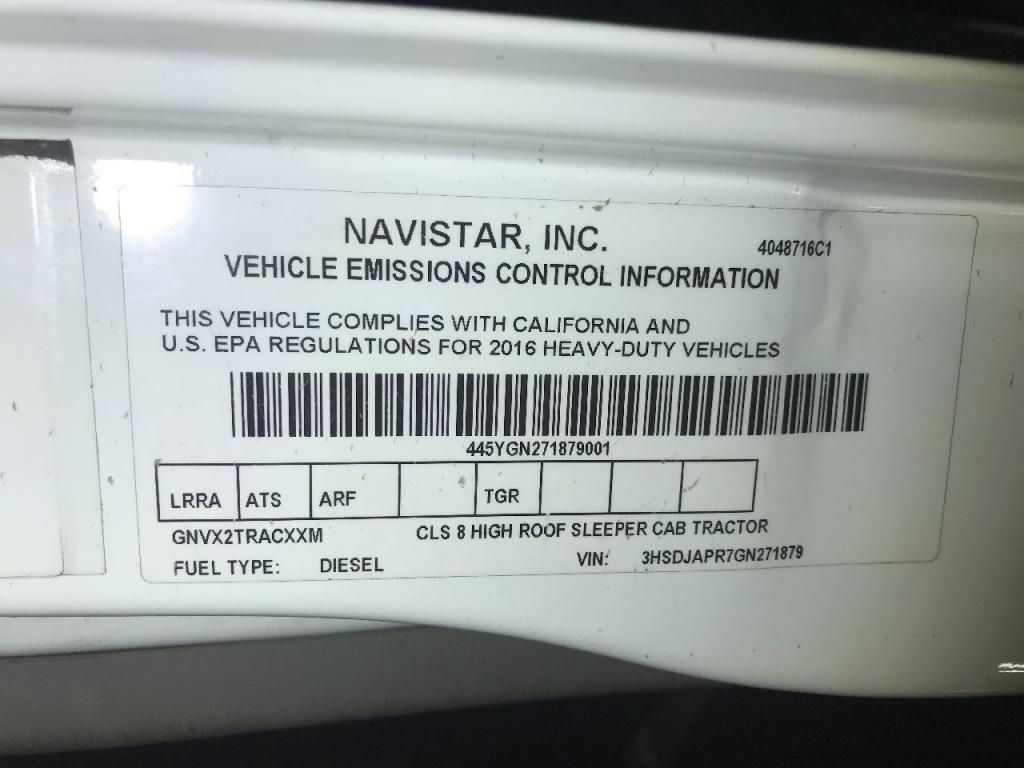 NAVISTAR, INC.
4048716C1
VEHICLE EMISSIONS CONTROL INFORMATION
THIS VEHICLE COMPLIES WITH CALIFORNIA AND
U.S. EPA REGULATIONS FOR 2016 HEAVY-DUTY VEHICLES
445YGN271879001
LRRA ATS ARF TGR
GNVX2TRACXXM CLS 8 HIGH ROOF SLEEPER CAB TRACTOR
FUEL TYPE: DIESEL VIN: 3HSDJAPR7GN271879